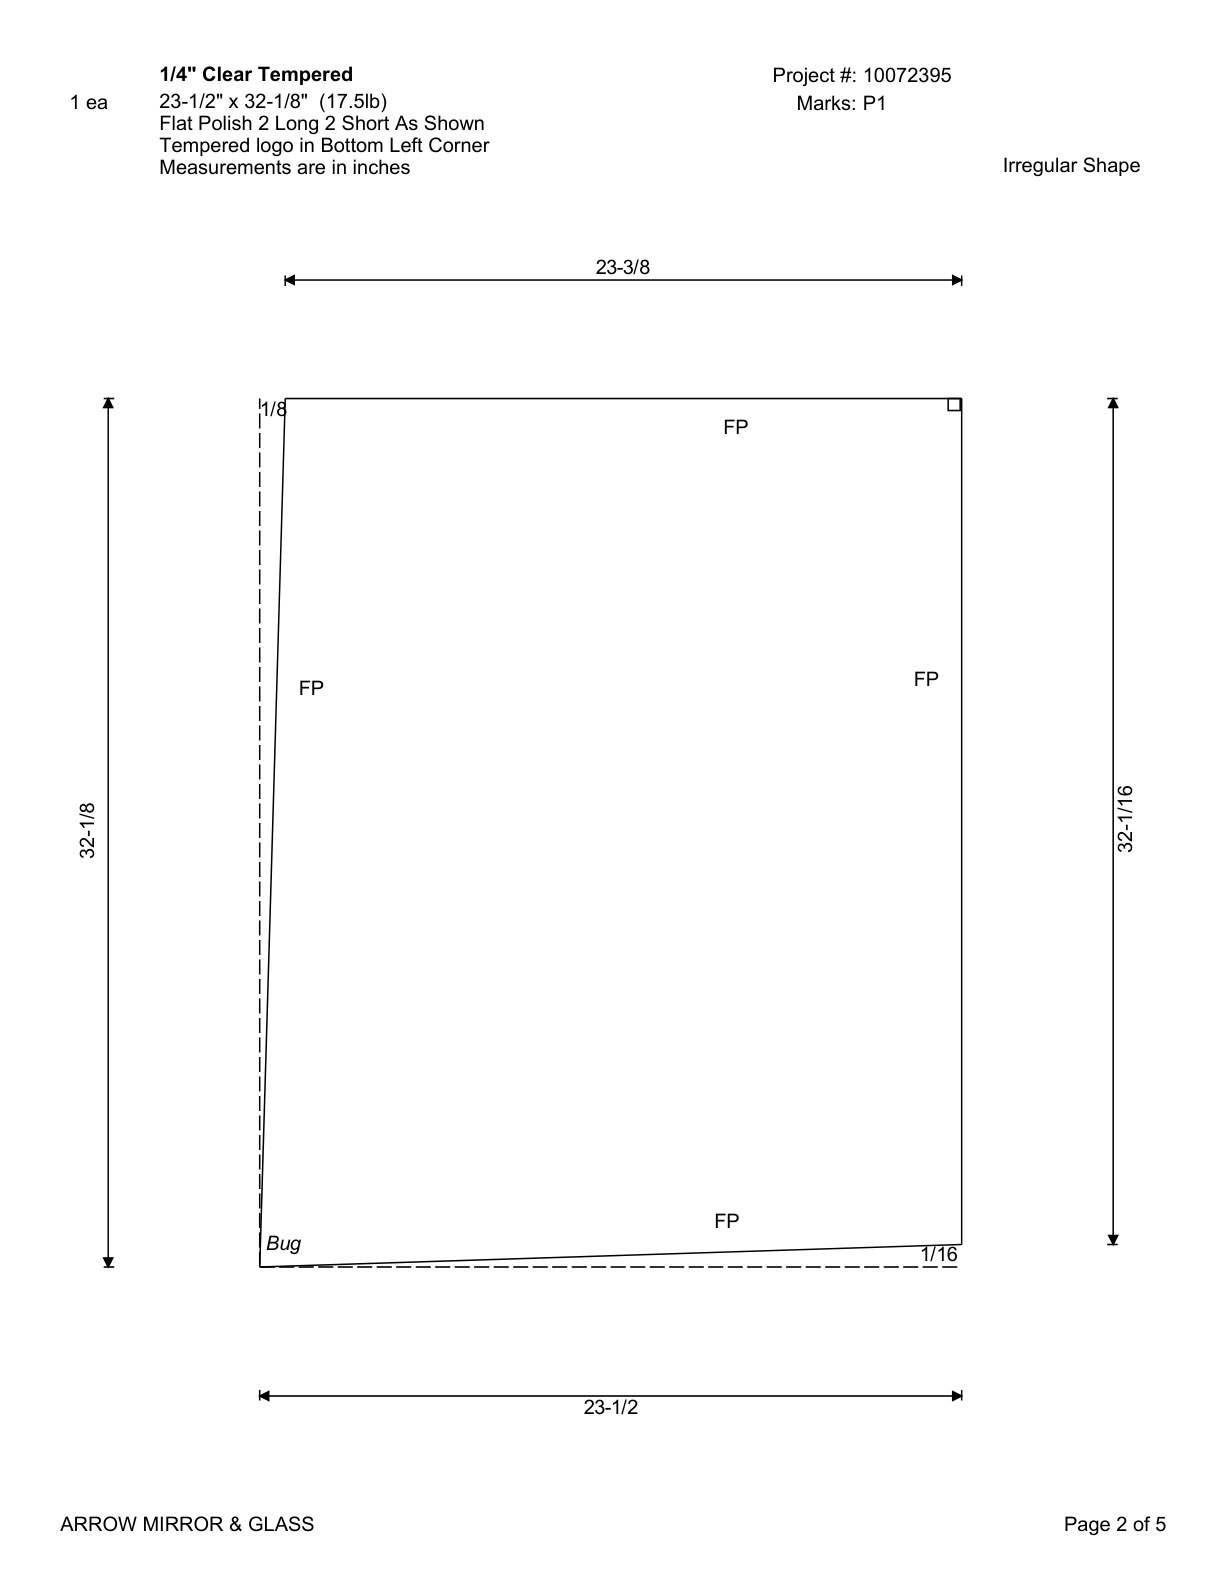 1/4" Clear Tempered
Project #: 10072395
1 ea
23-1/2" x 32-1/8" (17.5lb)
Marks: P1
Flat Polish 2 Long 2 Short As Shown
Tempered logo in Bottom Left Corner
Measurements are in inches
Irregular Shape
23-3/8
1/8
FP
FP
FP
32-1/8
32-1/16
FP
Bug
1/16
23-1/2
ARROW MIRROR & GLASS
Page 2 of 5